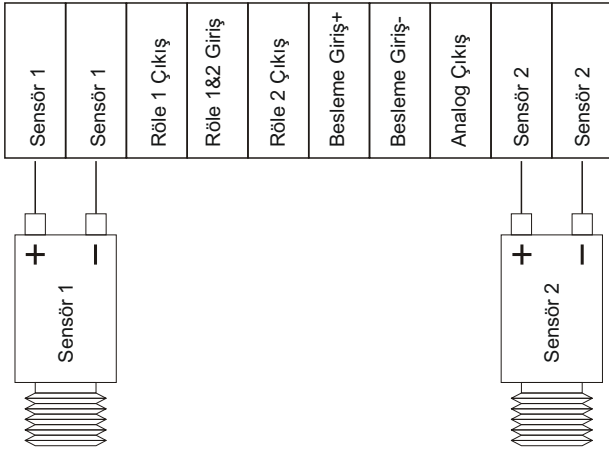 Sensör 1
Sensör 1
Röle 1 Çıkış
Röle 1&2 Giriş
Röle 2 Çıkış
Besleme Giriş+
Besleme Giriş-
Analog Çıkış
Sensör 2
Sensör 2
+ −
Sensör 1
+ −
Sensör 2